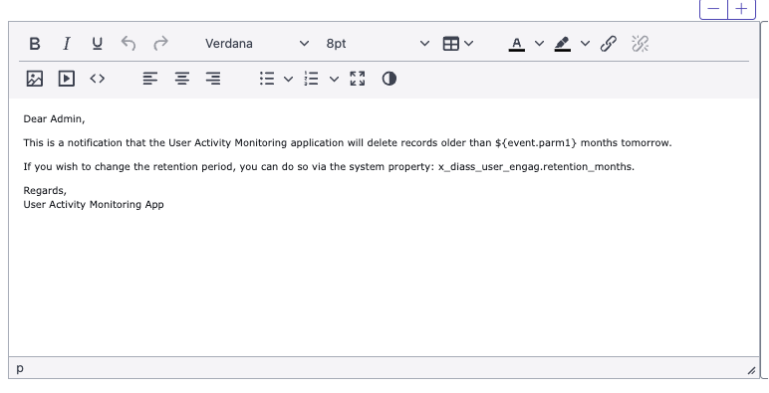 B I U Verdana 8pt A
Dear Admin,
This is a notification that the User Activity Monitoring application will delete records older than ${event.parm1} months tomorrow.
If you wish to change the retention period, you can do so via the system property: x_diass_user_engag.retention_months.
Regards,
User Activity Monitoring App
p